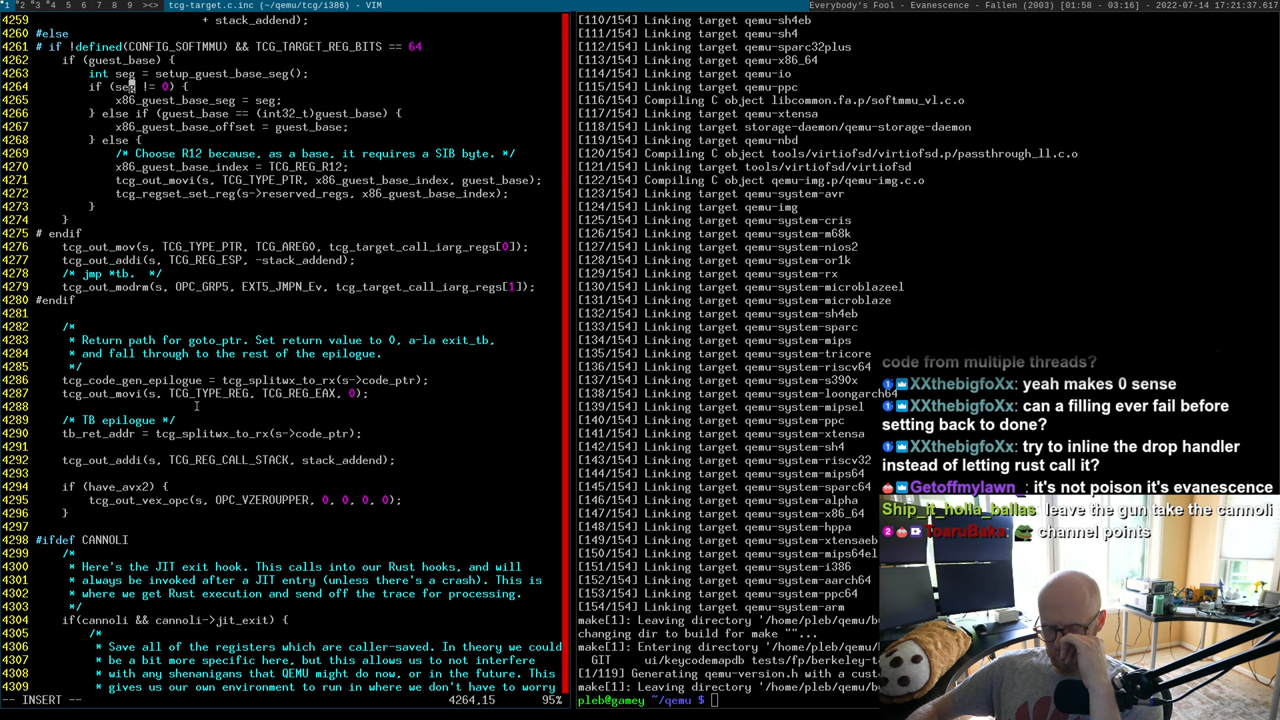 1 2 3 4 5 6 7 8 9 ><> tcg-target.c.inc (~/qemu/tcg/i386) - VIM
Everybody's Fool - Evanescence - Fallen (2003) [01:58 - 03:16] - 2022-07-14 17:21:37.617
4259 + stack_addend);
4260 #else
4261 # if !defined(CONFIG_SOFTMMU) && TCG_TARGET_REG_BITS == 64
4262 if (guest_base) {
4263 int seg = setup_guest_base_seg();
4264 if (seg != 0) {
4265 x86_guest_base_seg = seg;
4266 } else if (guest_base == (int32_t)guest_base) {
4267 x86_guest_base_offset = guest_base;
4268 } else {
4269 /* Choose R12 because, as a base, it requires a SIB byte. */
4270 x86_guest_base_index = TCG_REG_R12;
4271 tcg_out_movi(s, TCG_TYPE_PTR, x86_guest_base_index, guest_base);
4272 tcg_regset_set_reg(s->reserved_regs, x86_guest_base_index);
4273 }
4274 }
4275 # endif
4276 tcg_out_mov(s, TCG_TYPE_PTR, TCG_AREG0, tcg_target_call_iarg_regs[0]);
4277 tcg_out_addi(s, TCG_REG_ESP, -stack_addend);
4278 /* jmp *tb. */
4279 tcg_out_modrm(s, OPC_GRP5, EXT5_JMPN_Ev, tcg_target_call_iarg_regs[1]);
4280 #endif
4281
4282 /*
4283 * Return path for goto_ptr. Set return value to 0, a-la exit_tb,
4284 * and fall through to the rest of the epilogue.
4285 */
4286 tcg_code_gen_epilogue = tcg_splitwx_to_rx(s->code_ptr);
4287 tcg_out_movi(s, TCG_TYPE_REG, TCG_REG_EAX, 0);
4288
4289 /* TB epilogue */
4290 tb_ret_addr = tcg_splitwx_to_rx(s->code_ptr);
4291
4292 tcg_out_addi(s, TCG_REG_CALL_STACK, stack_addend);
4293
4294 if (have_avx2) {
4295 tcg_out_vex_opc(s, OPC_VZEROUPPER, 0, 0, 0, 0);
4296 }
4297
4298 #ifdef CANNOLI
4299 /*
4300 * Here's the JIT exit hook. This calls into our Rust hooks, and will
4301 * always be invoked after a JIT entry (unless there's a crash). This is
4302 * where we get Rust execution and send off the trace for processing.
4303 */
4304 if(cannoli && cannoli->jit_exit) {
4305 /*
4306 * Save all of the registers which are caller-saved. In theory we could
4307 * be a bit more specific here, but this allows us to not interfere
4308 * with any shenanigans that QEMU might do now, or in the future. This
4309 * gives us our own environment to run in where we don't have to worry
-- INSERT -- 4264,15 95%
[110/154] Linking target qemu-sh4eb
[111/154] Linking target qemu-sh4
[112/154] Linking target qemu-sparc32plus
[113/154] Linking target qemu-x86_64
[114/154] Linking target qemu-io
[115/154] Linking target qemu-ppc
[116/154] Compiling C object libcommon.fa.p/softmmu_vl.c.o
[117/154] Linking target qemu-xtensa
[118/154] Linking target storage-daemon/qemu-storage-daemon
[119/154] Linking target qemu-nbd
[120/154] Compiling C object tools/virtiofsd/virtiofsd.p/passthrough_ll.c.o
[121/154] Linking target tools/virtiofsd/virtiofsd
[122/154] Compiling C object qemu-img.p/qemu-img.c.o
[123/154] Linking target qemu-system-avr
[124/154] Linking target qemu-img
[125/154] Linking target qemu-system-cris
[126/154] Linking target qemu-system-m68k
[127/154] Linking target qemu-system-nios2
[128/154] Linking target qemu-system-or1k
[129/154] Linking target qemu-system-rx
[130/154] Linking target qemu-system-microblazeel
[131/154] Linking target qemu-system-microblaze
[132/154] Linking target qemu-system-sh4eb
[133/154] Linking target qemu-system-sparc
[134/154] Linking target qemu-system-mips
[135/154] Linking target qemu-system-tricore
[136/154] Linking target qemu-system-riscv64
[137/154] Linking target qemu-system-s390x
[138/154] Linking target qemu-system-loongarch64
[139/154] Linking target qemu-system-mipsel
[140/154] Linking target qemu-system-ppc
[141/154] Linking target qemu-system-xtensa
[142/154] Linking target qemu-system-sh4
[143/154] Linking target qemu-system-riscv32
[144/154] Linking target qemu-system-mips64
[145/154] Linking target qemu-system-sparc64
[146/154] Linking target qemu-system-alpha
[147/154] Linking target qemu-system-x86_64
[148/154] Linking target qemu-system-hppa
[149/154] Linking target qemu-system-xtensaeb
[150/154] Linking target qemu-system-mips64el
[151/154] Linking target qemu-system-i386
[152/154] Linking target qemu-system-aarch64
[153/154] Linking target qemu-system-ppc64
[154/154] Linking target qemu-system-arm
make[1]: Leaving directory '/home/pleb/qemu/b
changing dir to build for make ""...
make[1]: Entering directory '/home/pleb/qemu/
GIT ui/keycodemapdb tests/fp/berkeley-t
[1/119] Generating qemu-version.h with a cust
make[1]: Leaving directory '/home/pleb/qemu/b
pleb@gamey ~/qemu $
code from multiple threads?
XXthebigfoXx: yeah makes 0 sense
XXthebigfoXx: can a filling ever fail before
setting back to done?
XXthebigfoXx: try to inline the drop handler
instead of letting rust call it?
Getoffmylawn_: it's not poison it's evanescence
Ship_it_holla_ballas: leave the gun take the cannoli
ToaruBaka: channel points